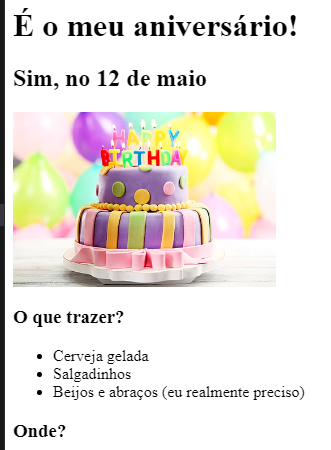 É o meu aniversário!
Sim, no 12 de maio
HAPPY
BIRTHDAY
O que trazer?
Cerveja gelada
Salgadinhos
Beijos e abraços (eu realmente preciso)
Onde?